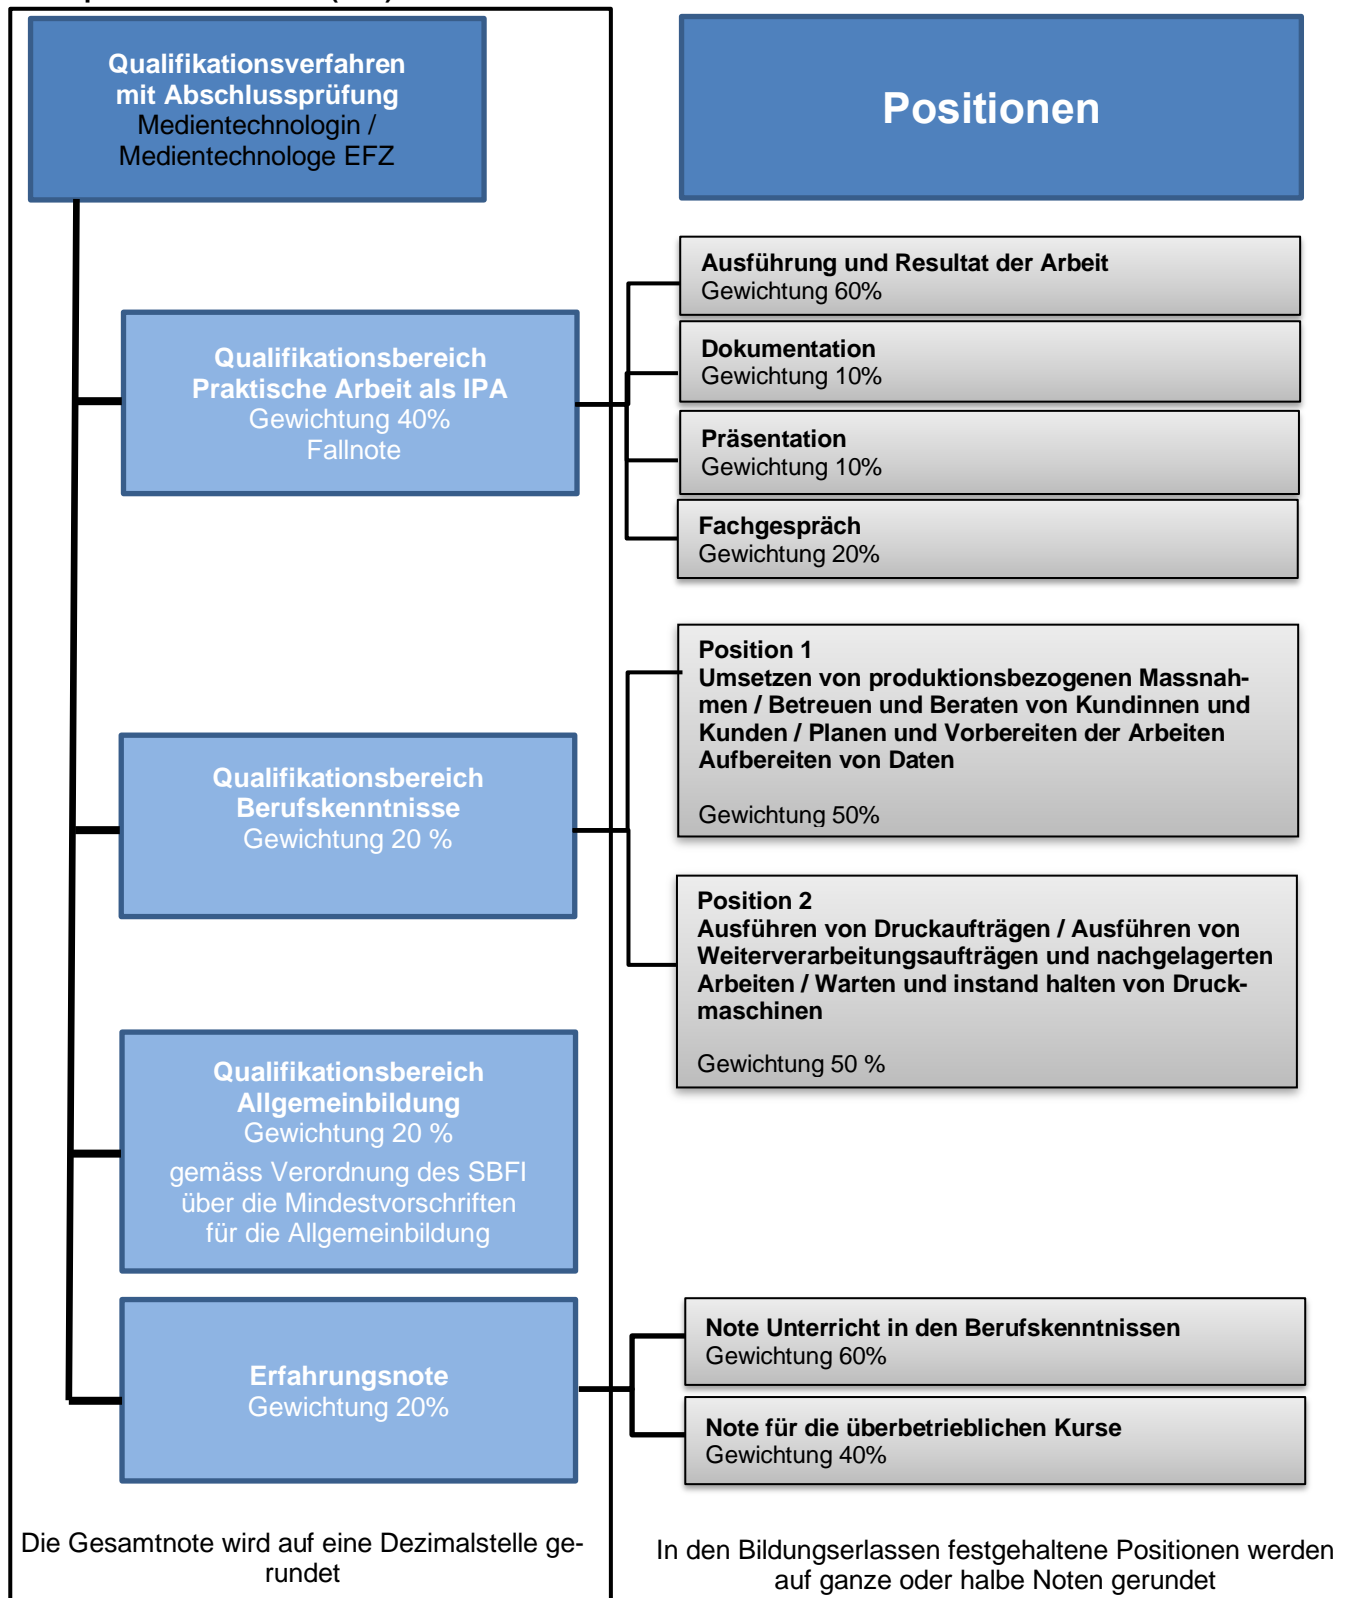 Qualifikationsverfahren
mit Abschlussprüfung
Medientechnologin /
Medientechnologe EFZ
Positionen
Qualifikationsbereich
Praktische Arbeit als IPA
Gewichtung 40%
Fallnote
Ausführung und Resultat der Arbeit
Gewichtung 60%
Dokumentation
Gewichtung 10%
Präsentation
Gewichtung 10%
Fachgespräch
Gewichtung 20%
Qualifikationsbereich
Berufskenntnisse
Gewichtung 20 %
Position 1
Umsetzen von produktionsbezogenen Massnah-
men / Betreuen und Beraten von Kundinnen und
Kunden / Planen und Vorbereiten der Arbeiten
Aufbereiten von Daten
Gewichtung 50%
Position 2
Ausführen von Druckaufträgen / Ausführen von
Weiterverarbeitungsaufträgen und nachgelagerten
Arbeiten / Warten und instand halten von Druck-
maschinen
Gewichtung 50 %
Qualifikationsbereich
Allgemeinbildung
Gewichtung 20 %
gemäss Verordnung des SBFI
über die Mindestvorschriften
für die Allgemeinbildung
Erfahrungsnote
Gewichtung 20%
Note Unterricht in den Berufskenntnissen
Gewichtung 60%
Note für die überbetrieblichen Kurse
Gewichtung 40%
Die Gesamtnote wird auf eine Dezimalstelle ge-
rundet
In den Bildungserlassen festgehaltene Positionen werden
auf ganze oder halbe Noten gerundet